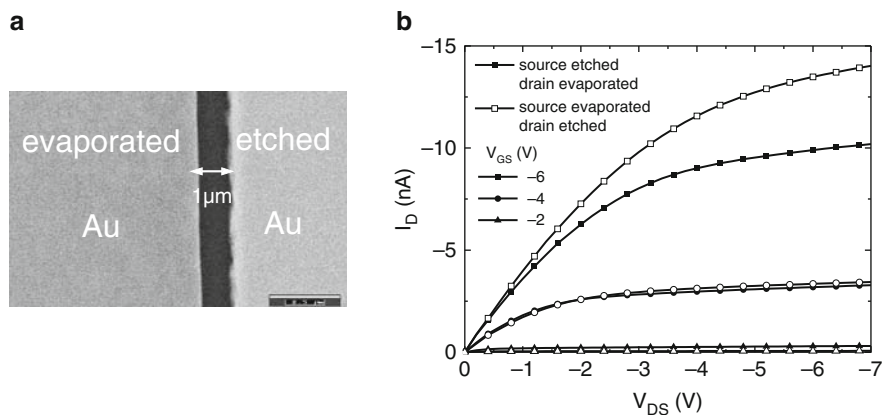 a
evaporated etched
1μm
Au Au
b
source etched
drain evaporated
source evaporated
drain etched
V_GS (V)
−6
−4
−2
−15
−10
−5
0
I_D (nA)
0 −1 −2 −3 −4 −5 −6 −7
V_DS (V)